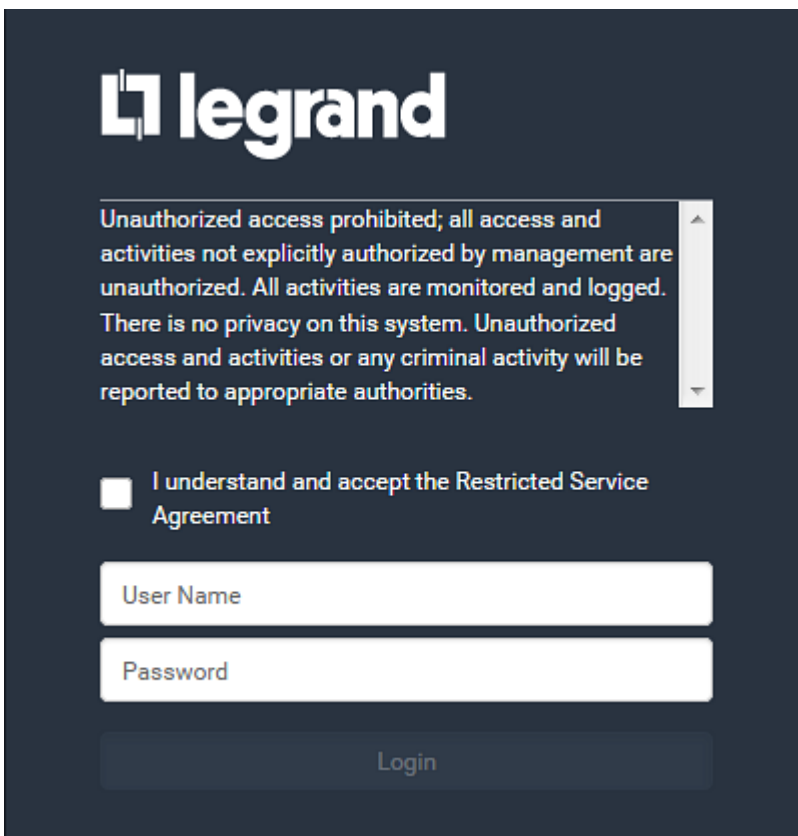 legrand
Unauthorized access prohibited; all access and
activities not explicitly authorized by management are
unauthorized. All activities are monitored and logged.
There is no privacy on this system. Unauthorized
access and activities or any criminal activity will be
reported to appropriate authorities.
I understand and accept the Restricted Service
Agreement
User Name
Password
Login